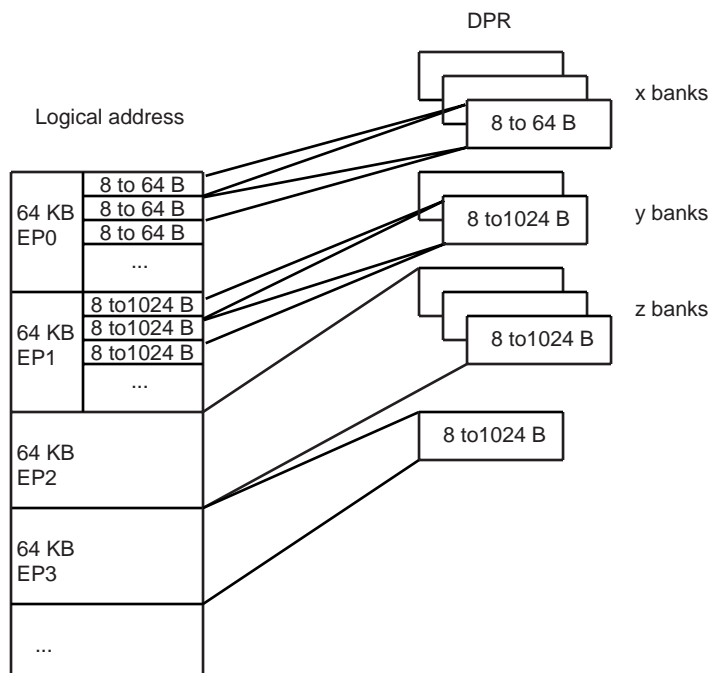 DPR
x banks
8 to 64 B
Logical address
64 KB
EP0
8 to 64 B
8 to 64 B
8 to 64 B
...
y banks
8 to1024 B
64 KB
EP1
8 to1024 B
8 to1024 B
8 to1024 B
...
z banks
8 to1024 B
64 KB
EP2
8 to1024 B
64 KB
EP3
...